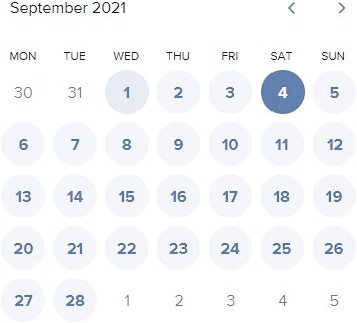 September 2021
MON TUE WED THU FRI SAT SUN
30 31 1 2 3 4 5
6 7 8 9 10 11 12
13 14 15 16 17 18 19
20 21 22 23 24 25 26
27 28 1 2 3 4 5